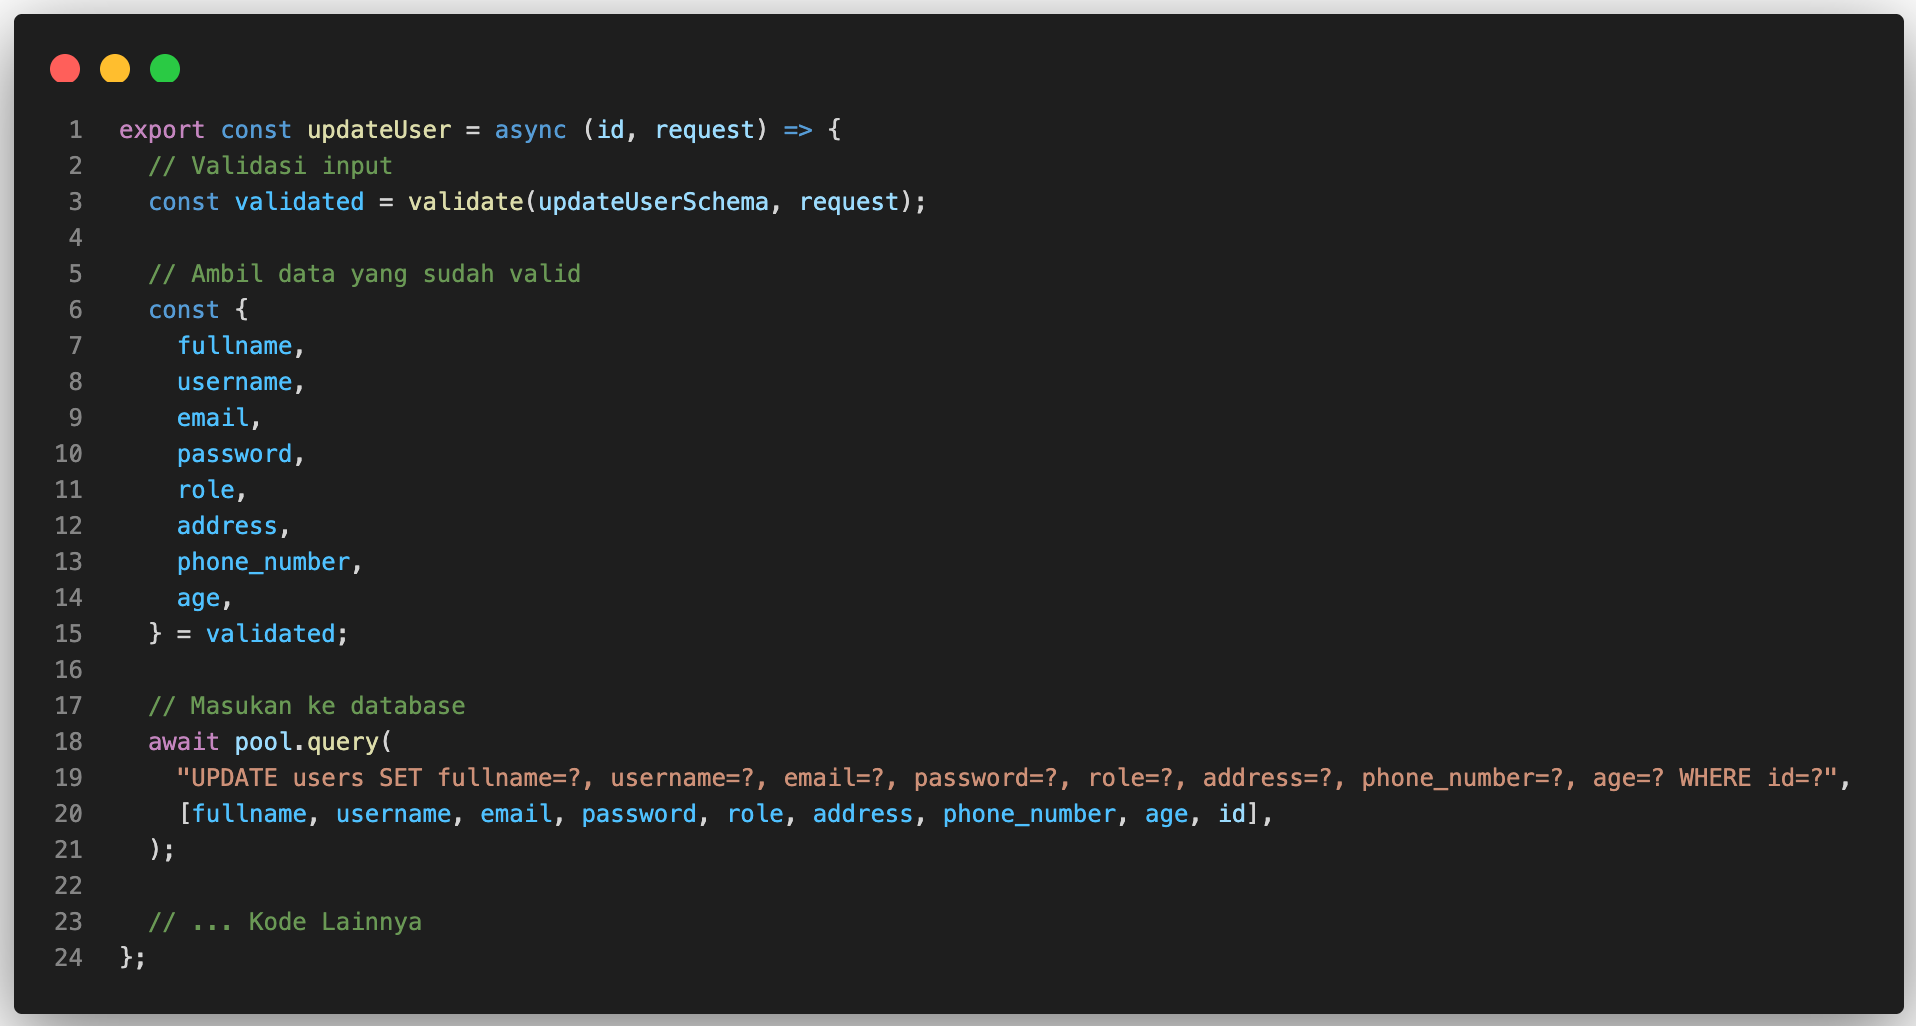 1 export const updateUser = async (id, request) => {
2 // Validasi input
3 const validated = validate(updateUserSchema, request);
4
5 // Ambil data yang sudah valid
6 const {
7 fullname,
8 username,
9 email,
10 password,
11 role,
12 address,
13 phone_number,
14 age,
15 } = validated;
16
17 // Masukan ke database
18 await pool.query(
19 "UPDATE users SET fullname=?, username=?, email=?, password=?, role=?, address=?, phone_number=?, age=? WHERE id=?",
20 [fullname, username, email, password, role, address, phone_number, age, id],
21 );
22
23 // ... Kode Lainnya
24 };